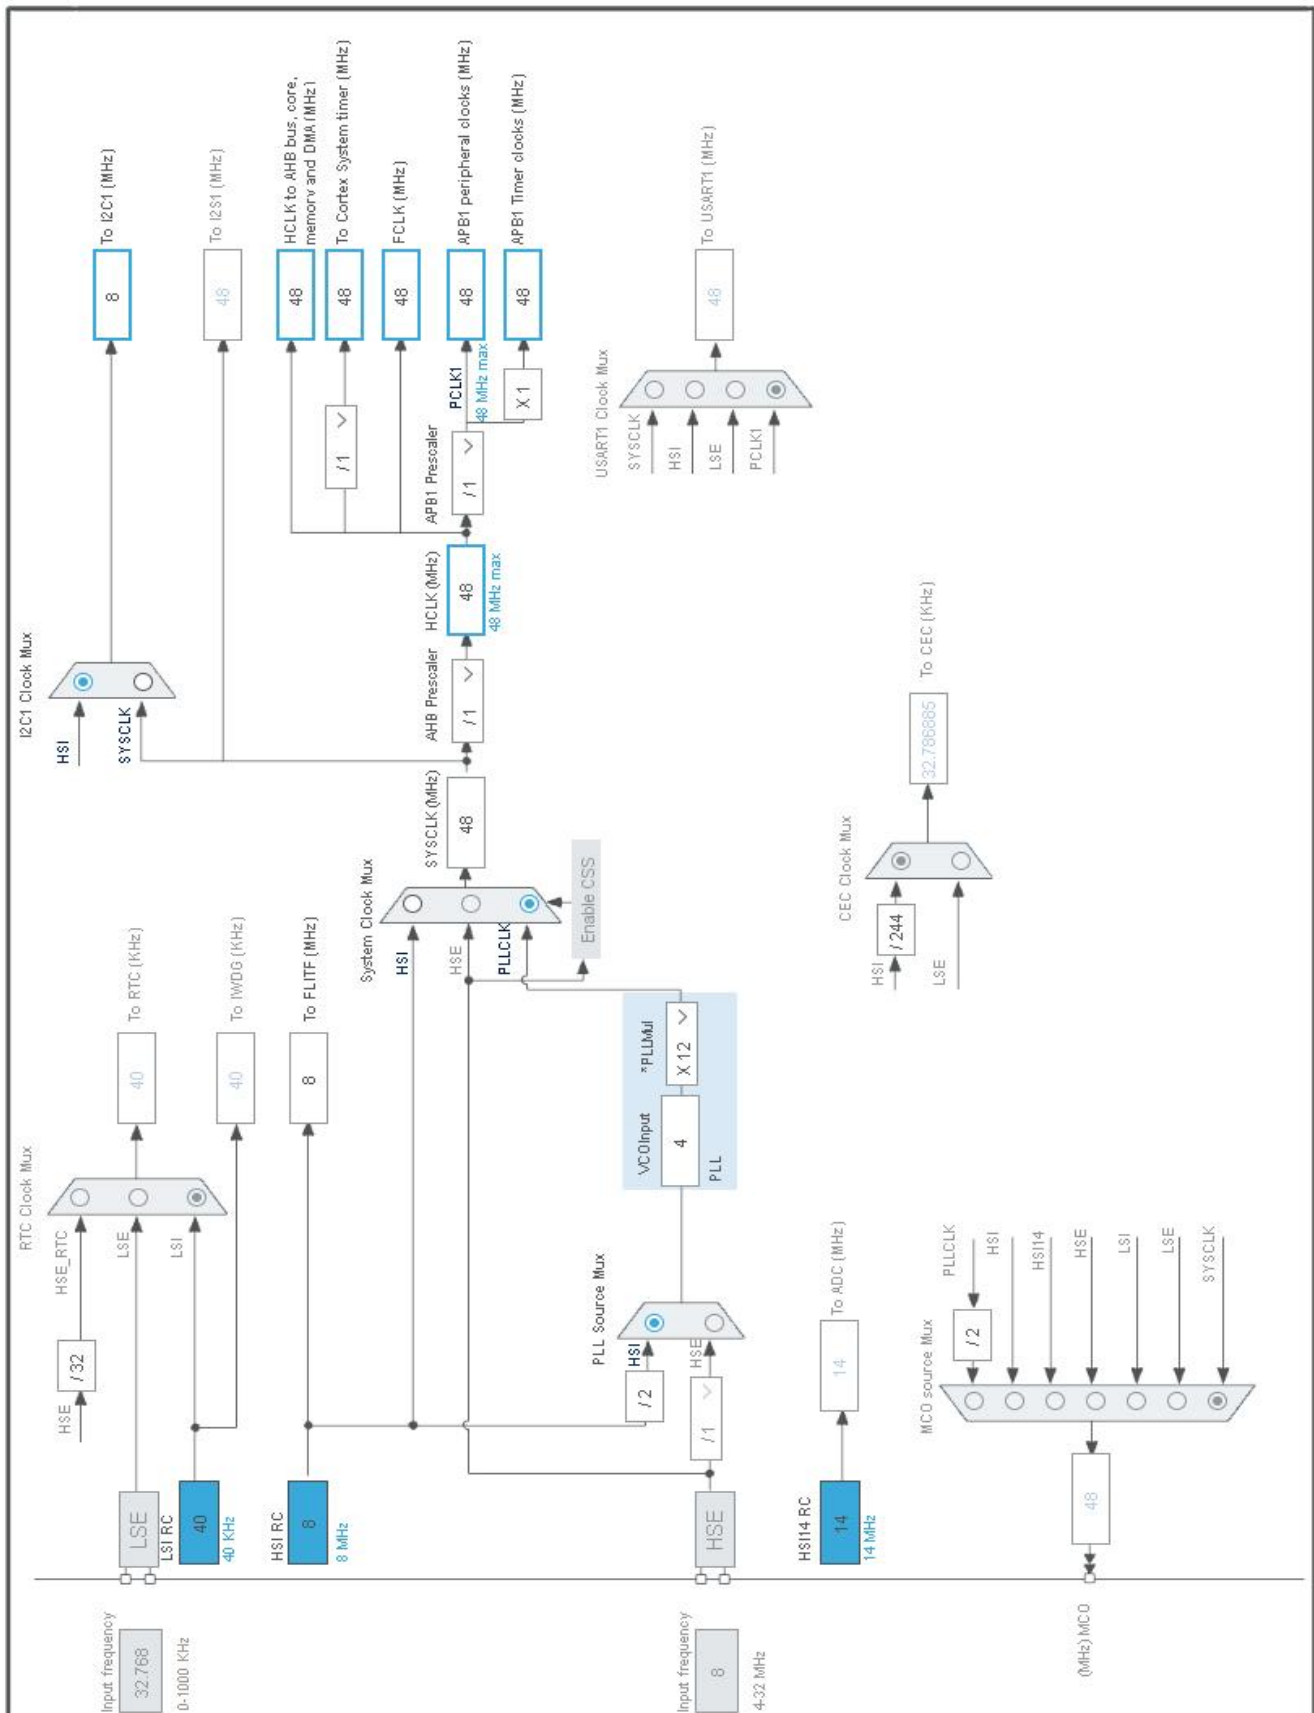 Input frequency
32.768
0-1000 KHz
LSE
LSI RC
40
40 KHz
HSI RC
8
8 MHz
HSE
/ 32
HSE_RTC
LSE
LSI
RTC Clock Mux
40
To RTC (KHz)
40
To IWDG (KHz)
8
To FLITF (MHz)
I2C1 Clock Mux
HSI
SYSCLK
8
To I2C1 (MHz)
48
To I2S1 (MHz)
System Clock Mux
HSI
HSE
PLLCLK
Enable CSS
SYSCLK (MHz)
48
AHB Prescaler
/ 1
HCLK (MHz)
48
48 MHz max
APB1 Prescaler
/ 1
/ 1
PCLK1
48 MHz max
X 1
48
HCLK to AHB bus, core,
memory and DMA (MHz)
48
To Cortex System timer (MHz)
48
FCLK (MHz)
48
APB1 peripheral clocks (MHz)
48
APB1 Timer clocks (MHz)
Input frequency
8
4-32 MHz
HSE
/ 2
/ 1
PLL Source Mux
HSI
HSE
VCOInput
4
*PLLMul
X 12
PLL
USART1 Clock Mux
SYSCLK
HSI
LSE
PCLK1
48
To USART1 (MHz)
HSI14 RC
14
14 MHz
14
To ADC (MHz)
CEC Clock Mux
HSI
/ 244
LSE
32.786885
To CEC (KHz)
MCO source Mux
/ 2
PLLCLK
HSI
HSI14
HSE
LSI
LSE
SYSCLK
48
(MHz) MCO